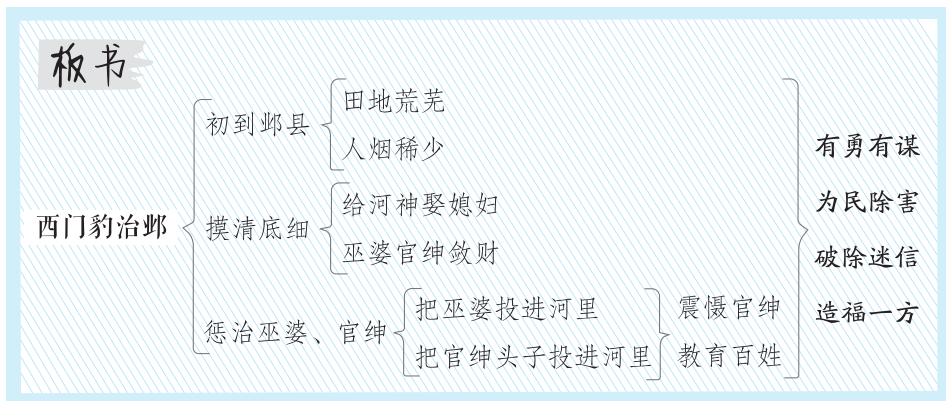 板书
西门豹治邺
初到邺县
田地荒芜
人烟稀少
摸清底细
给河神娶媳妇
巫婆官绅敛财
惩治巫婆、官绅
把巫婆投进河里
把官绅头子投进河里
震慑官绅
教育百姓
有勇有谋
为民除害
破除迷信
造福一方